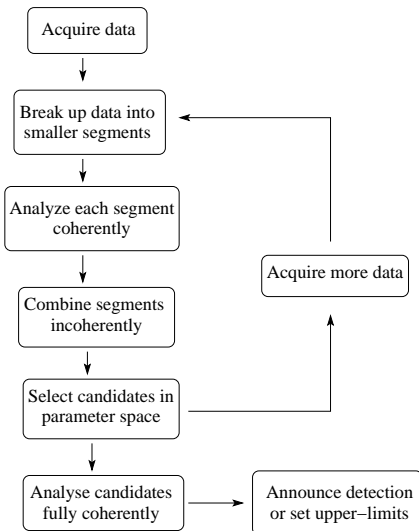 Acquire data
Break up data into
smaller segments
Analyze each segment
coherently
Acquire more data
Combine segments
incoherently
Select candidates in
parameter space
Analyse candidates
fully coherently
Announce detection
or set upper−limits